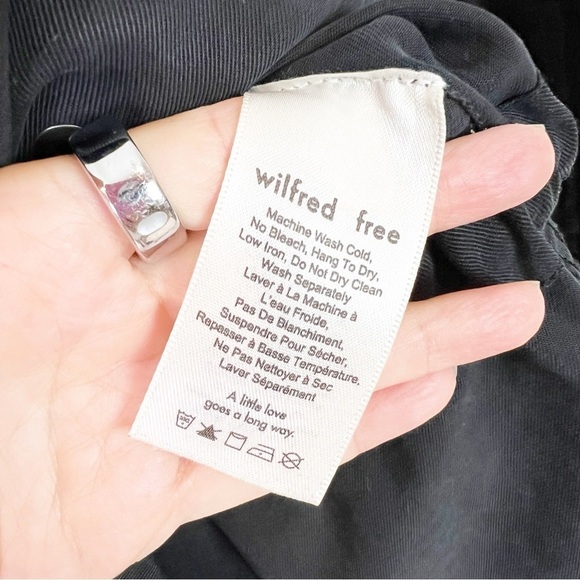 wilfred free
Machine Wash Cold,
No Bleach, Hang To Dry,
Low Iron, Do Not Dry Clean
Wash Separately
Laver à La Machine à
L'eau Froide,
Pas De Blanchiment,
Suspendre Pour Sécher,
Repasser à Basse Température,
Ne Pas Nettoyer à Sec
Laver Séparément
A little love
goes a long way.